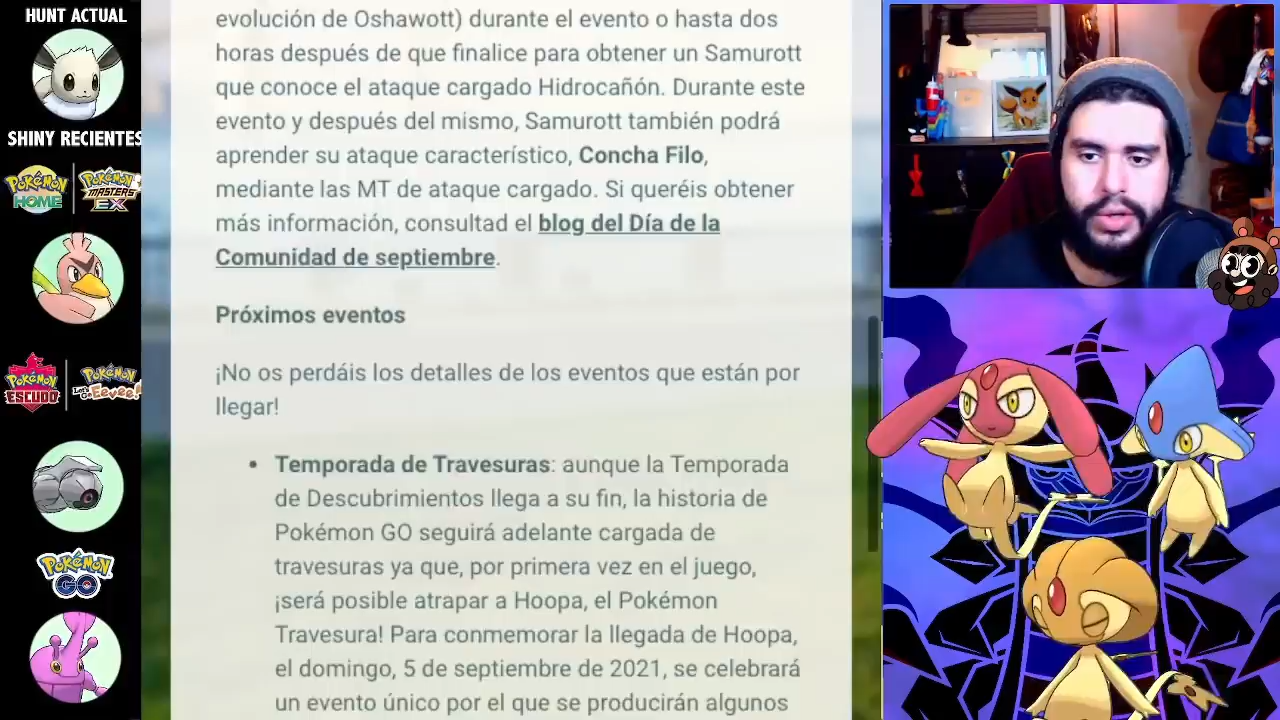 HUNT ACTUAL
SHINY RECIENTES
POKéMON HOME
POKéMON MASTERS EX
POKéMON ESCUDO
POKéMON Let's Go Eevee!
POKéMON GO
evolución de Oshawott) durante el evento o hasta dos
horas después de que finalice para obtener un Samurott
que conoce el ataque cargado Hidrocañón. Durante este
evento y después del mismo, Samurott también podrá
aprender su ataque característico, Concha Filo,
mediante las MT de ataque cargado. Si queréis obtener
más información, consultad el blog del Día de la
Comunidad de septiembre.
Próximos eventos
¡No os perdáis los detalles de los eventos que están por
llegar!
• Temporada de Travesuras: aunque la Temporada
de Descubrimientos llega a su fin, la historia de
Pokémon GO seguirá adelante cargada de
travesuras ya que, por primera vez en el juego,
¡será posible atrapar a Hoopa, el Pokémon
Travesura! Para conmemorar la llegada de Hoopa,
el domingo, 5 de septiembre de 2021, se celebrará
un evento único por el que se producirán algunos